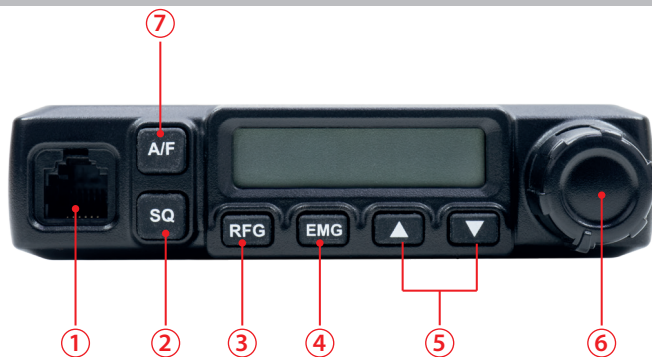 ⑦
A/F
SQ
RFG EMG ▲ ▼
① ② ③ ④ ⑤ ⑥